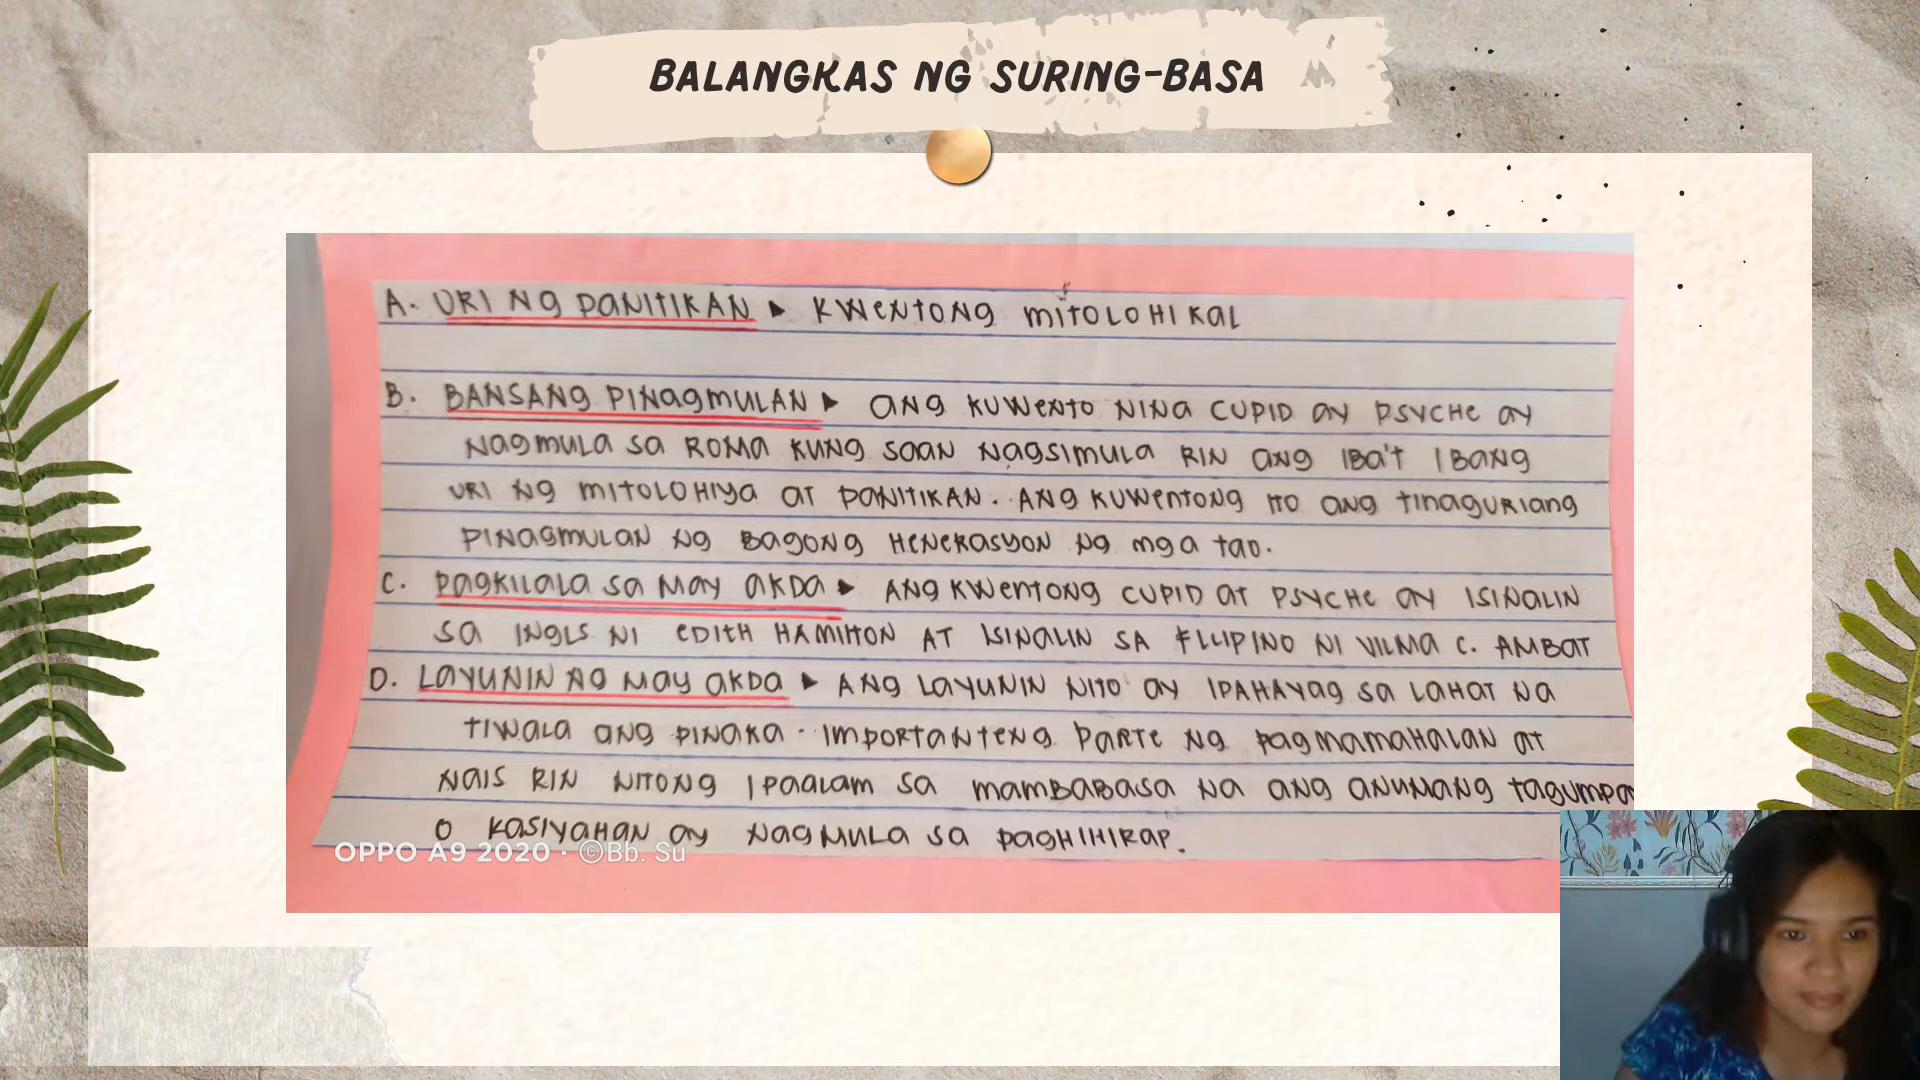 BALANGKAS NG SURING-BASA
A. URI NG PANITIKAN ▶ KWENTONG MITOLOHIKAL
B. BANSANG PINAGMULAN ▶ ANG KUWENTO NINA CUPID AY PSYCHE AY
NAGMULA SA ROMA KUNG SAAN NAGSIMULA RIN ANG IBA'T IBANG
URI NG MITOLOHIYA AT PANITIKAN. ANG KUWENTONG ITO ANG TINAGURIANG
PINAGMULAN NG BAGONG HENERASYON NG MGA TAO.
C. PAGKILALA SA MAY AKDA ▶ ANG KWENTONG CUPID AT PSYCHE AY ISINALIN
SA INGLS NI EDITH HAMILTON AT ISINALIN SA FILIPINO NI VILMA C. AMBAT
D. LAYUNIN NG MAY AKDA ▶ ANG LAYUNIN NITO AY IPAHAYAG SA LAHAT NA
TIWALA ANG PINAKA IMPORTANTENG PARTE NG PAGMAMAHALAN AT
NAIS RIN NITONG IPAALAM SA MAMBABASA NA ANG ANUMANG TAGUMPA
O KASIYAHAN AY NAGMULA SA PAGHIHIRAP.
OPPO A9 2020 · ©Bb. Su